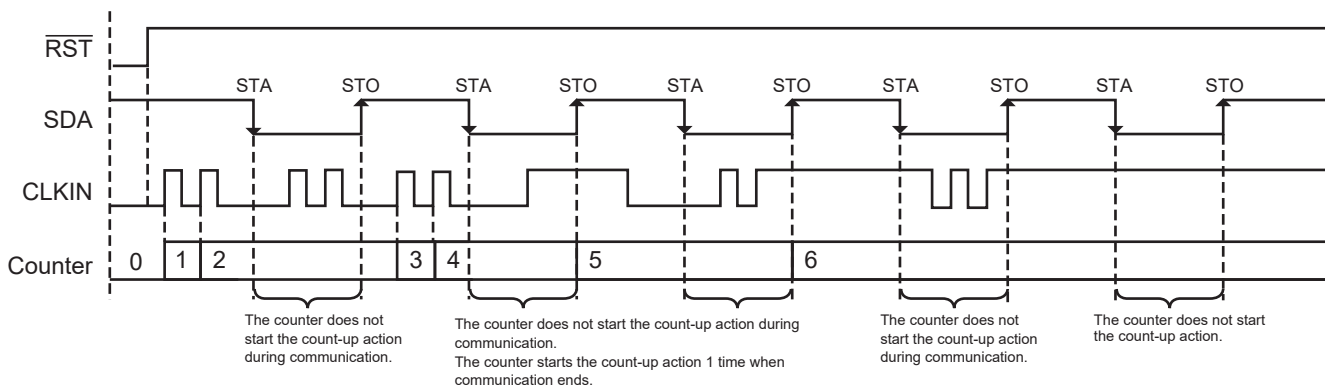 RST
STA STO STA STO STA STO STA STO STA STO
SDA
CLKIN
Counter 0 1 2 3 4 5 6
The counter does not
start the count-up action
during communication.
The counter does not start the count-up action during
communication.
The counter starts the count-up action 1 time when
communication ends.
The counter does not
start the count-up action
during communication.
The counter does not start
the count-up action.